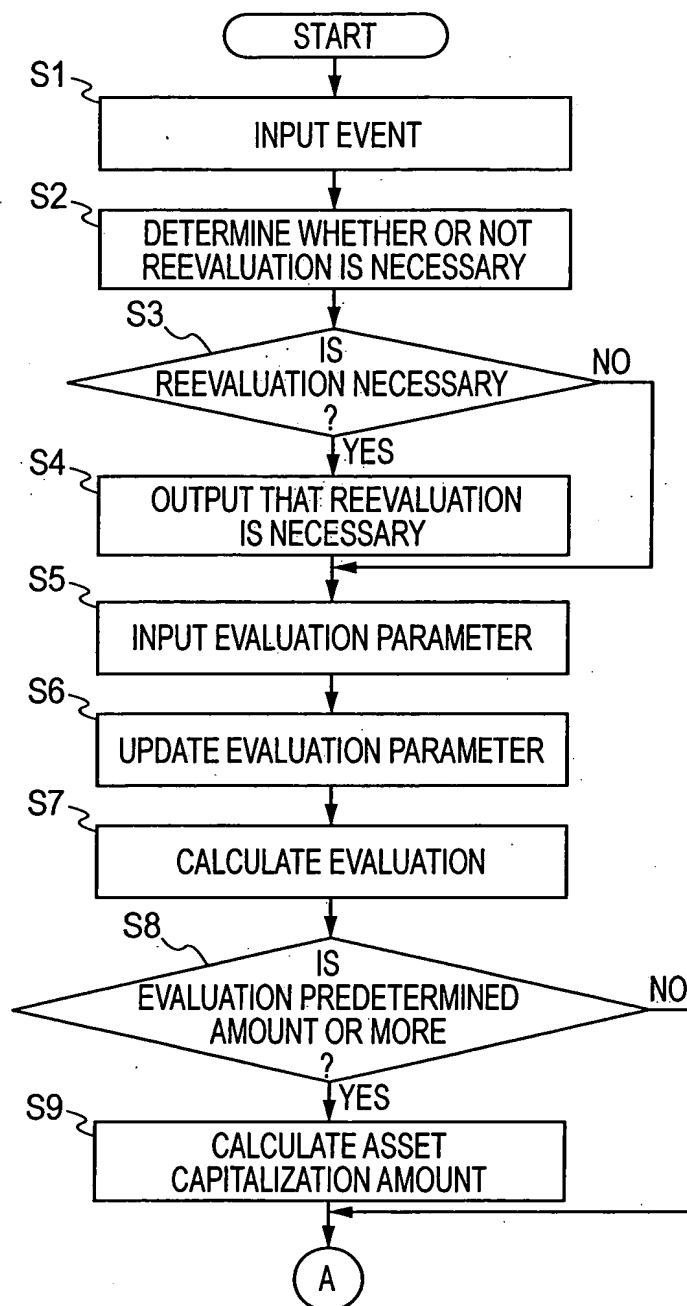 START
S1
INPUT EVENT
S2
DETERMINE WHETHER OR NOT
REEVALUATION IS NECESSARY
S3
IS
REEVALUATION NECESSARY
?
NO
YES
S4
OUTPUT THAT REEVALUATION
IS NECESSARY
S5
INPUT EVALUATION PARAMETER
S6
UPDATE EVALUATION PARAMETER
S7
CALCULATE EVALUATION
S8
IS
EVALUATION PREDETERMINED
AMOUNT OR MORE
?
NO
YES
S9
CALCULATE ASSET
CAPITALIZATION AMOUNT
A